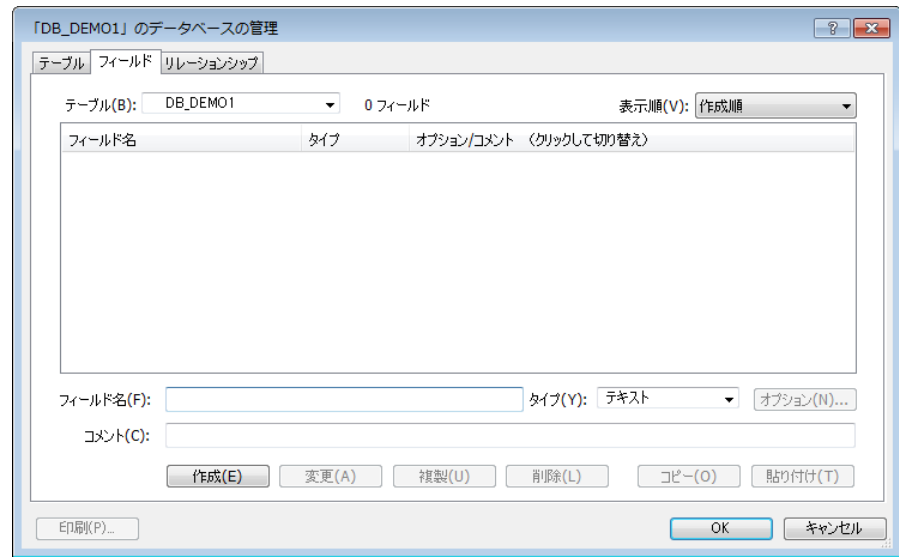 「DB_DEMO1」のデータベースの管理
テーブル フィールド リレーションシップ
テーブル(B): DB_DEMO1 0 フィールド 表示順(V): 作成順
フィールド名 タイプ オプション/コメント (クリックして切り替え)
フィールド名(F): タイプ(Y): テキスト オプション(N)...
コメント(C):
作成(E) 変更(A) 複製(U) 削除(L) コピー(O) 貼り付け(T)
印刷(P)... OK キャンセル